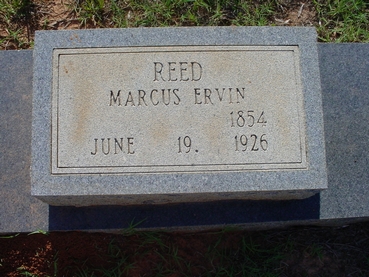 REED
MARCUS ERVIN
1854
JUNE 19. 1926